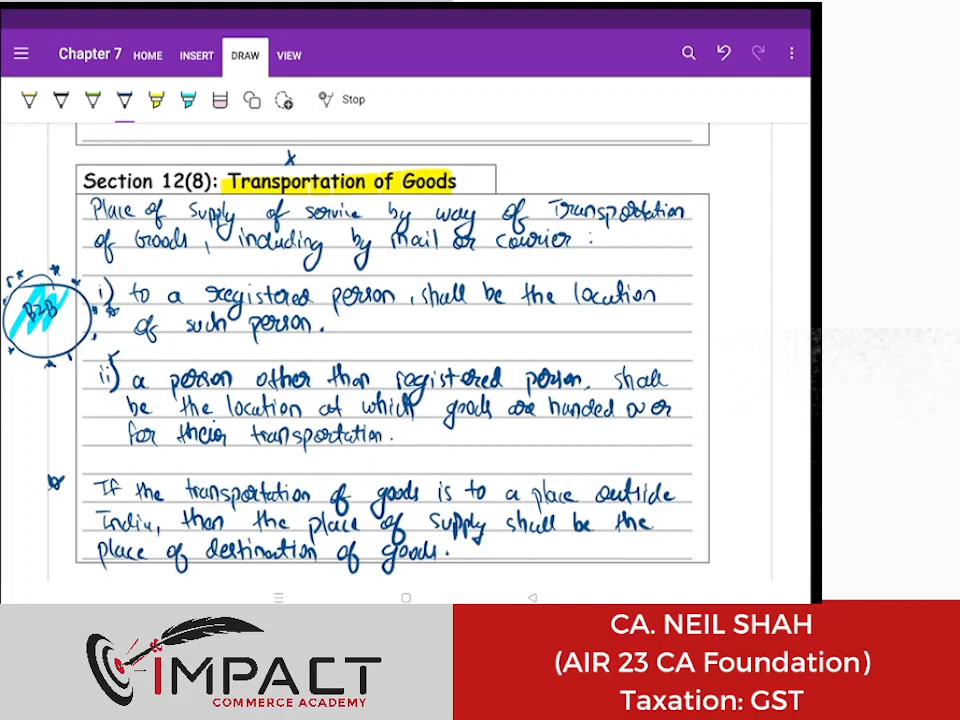 Chapter 7 HOME INSERT DRAW VIEW
Stop
Section 12(8): Transportation of Goods
Place of supply of service by way of Transportation
of Goods, including by mail or courier :
B2B
i) to a registered person, shall be the location
of such person.
ii) a person other than registered person, shall
be the location at which goods are handed over
for their transportation.
If the transportation of goods is to a place outside
India, then the place of supply shall be the
place of destination of goods.
IMPACT
COMMERCE ACADEMY
CA. NEIL SHAH
(AIR 23 CA Foundation)
Taxation: GST